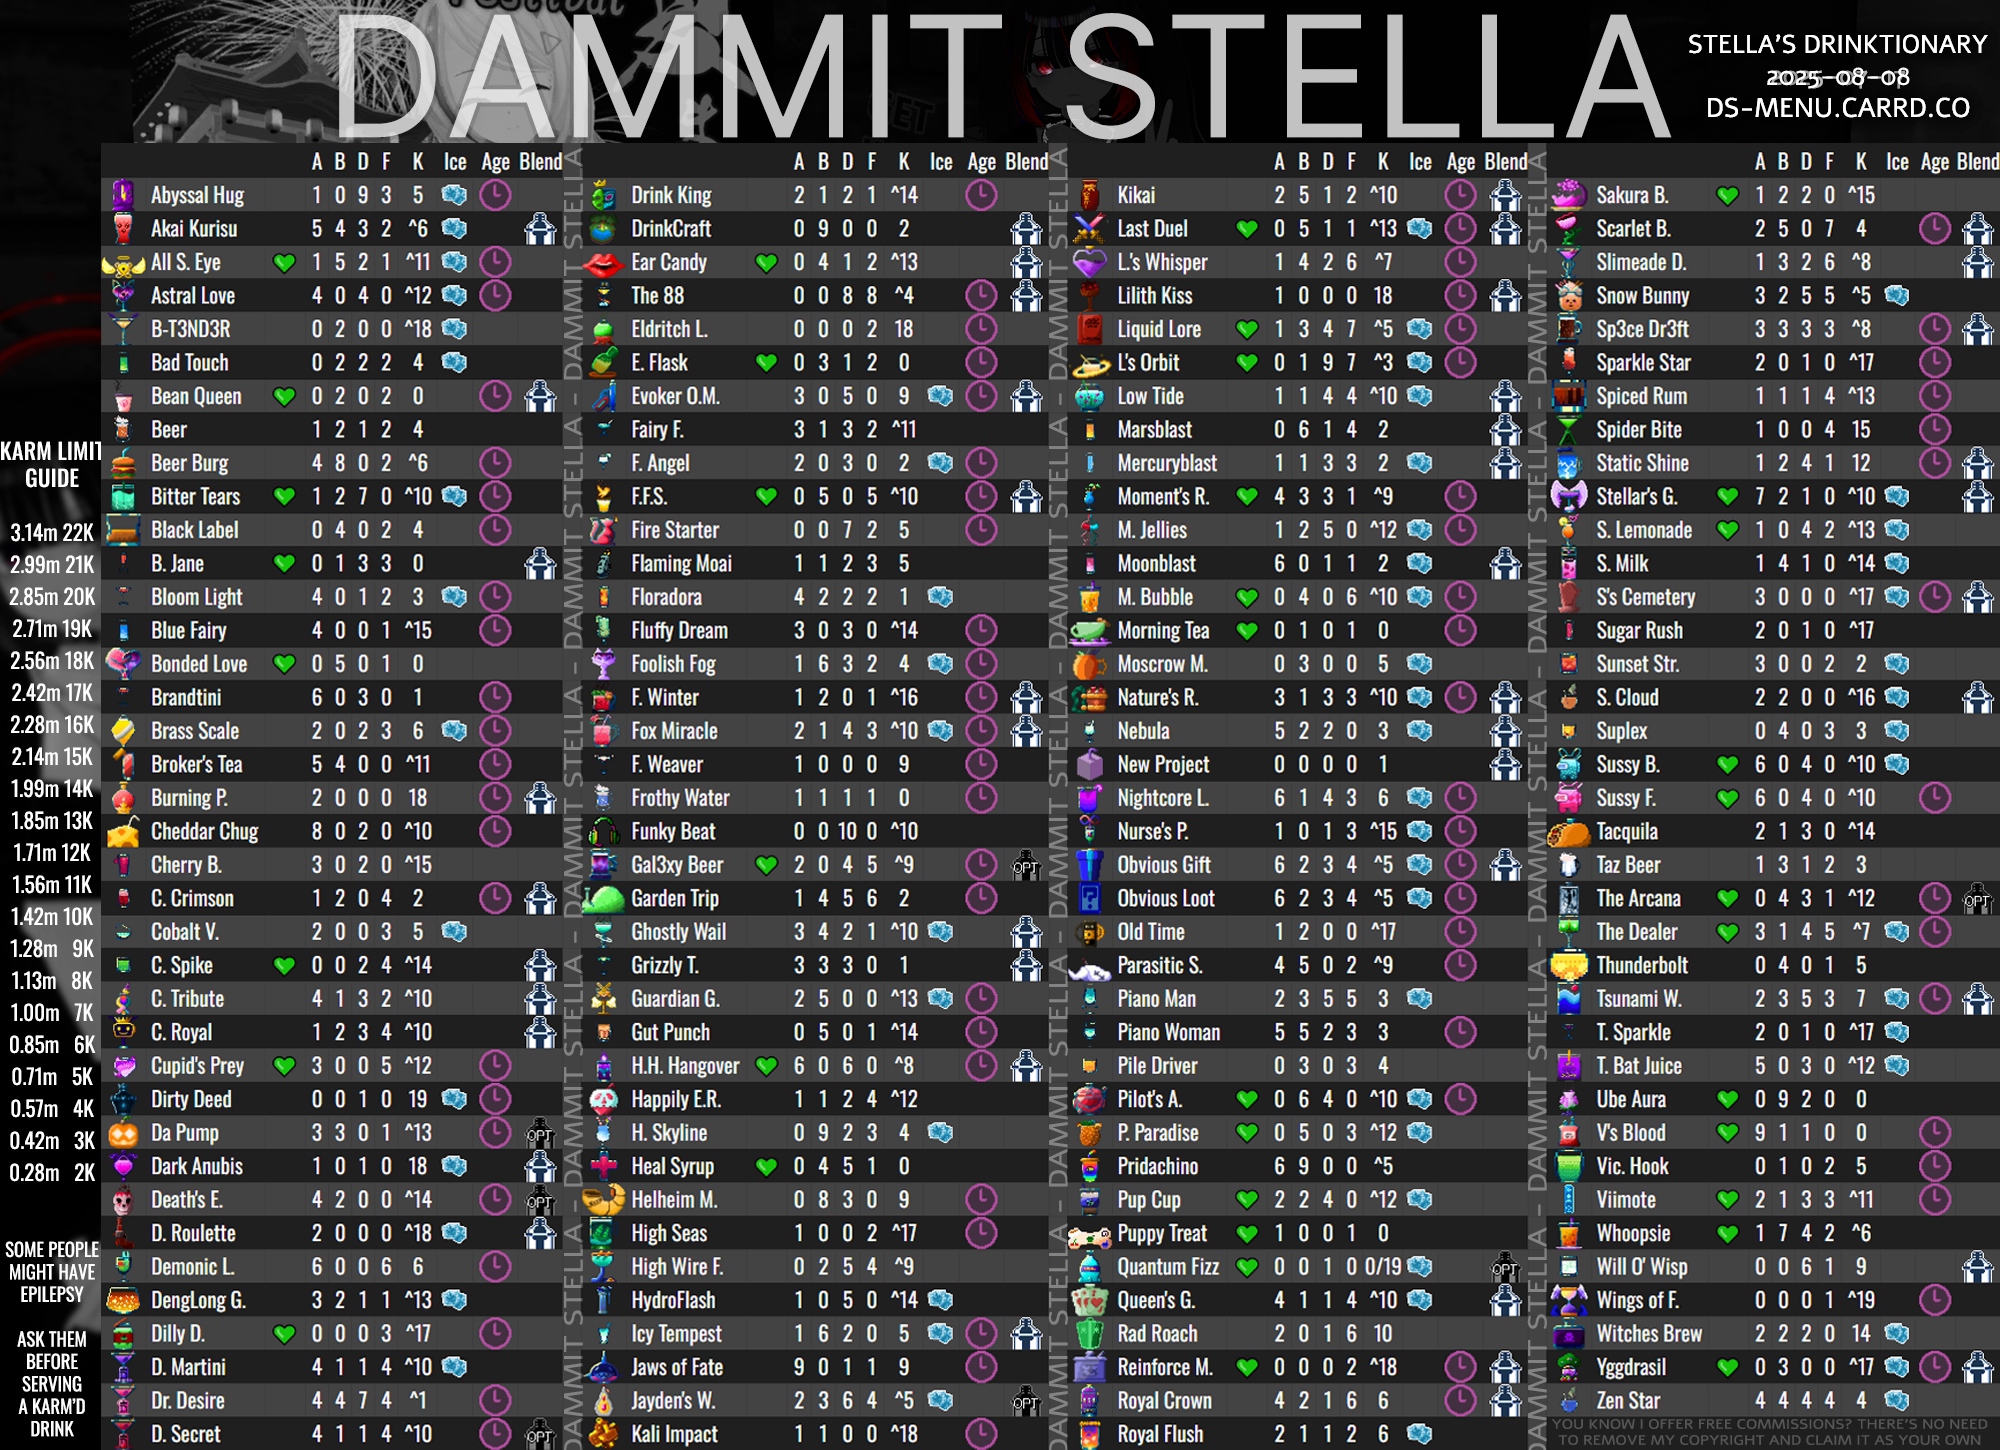 DAMMIT STELLA
STELLA'S DRINKTIONARY
2025-08-18
DS-MENU.CARRD.CO
KARM LIMIT
GUIDE
3.14m 22K
2.99m 21K
2.85m 20K
2.71m 19K
2.56m 18K
2.42m 17K
2.28m 16K
2.14m 15K
1.99m 14K
1.85m 13K
1.71m 12K
1.56m 11K
1.42m 10K
1.28m 9K
1.13m 8K
1.00m 7K
0.85m 6K
0.71m 5K
0.57m 4K
0.42m 3K
0.28m 2K
SOME PEOPLE
MIGHT HAVE
EPILEPSY
ASK THEM
BEFORE
SERVING
A KARM'D
DRINK
A B D F K Ice Age Blend
Abyssal Hug 1 0 9 3 5
Akai Kurisu 5 4 3 2 ^6
All S. Eye 1 5 2 1 ^11
Astral Love 4 0 4 0 ^12
B-T3ND3R 0 2 0 0 ^18
Bad Touch 0 2 2 2 4
Bean Queen 0 2 0 2 0
Beer 1 2 1 2 4
Beer Burg 4 8 0 2 ^6
Bitter Tears 1 2 7 0 ^10
Black Label 0 4 0 2 4
B. Jane 0 1 3 3 0
Bloom Light 4 0 1 2 3
Blue Fairy 4 0 0 1 ^15
Bonded Love 0 5 0 1 0
Brandtini 6 0 3 0 1
Brass Scale 2 0 2 3 6
Broker's Tea 5 4 0 0 ^11
Burning P. 2 0 0 0 18
Cheddar Chug 8 0 2 0 ^10
Cherry B. 3 0 2 0 ^15
C. Crimson 1 2 0 4 2
Cobalt V. 2 0 0 3 5
C. Spike 0 0 2 4 ^14
C. Tribute 4 1 3 2 ^10
C. Royal 1 2 3 4 ^10
Cupid's Prey 3 0 0 5 ^12
Dirty Deed 0 0 1 0 19
Da Pump 3 3 0 1 ^13 OPT
Dark Anubis 1 0 1 0 18
Death's E. 4 2 0 0 ^14 OPT
D. Roulette 2 0 0 0 ^18
Demonic L. 6 0 0 6 6
DengLong G. 3 2 1 1 ^13
Dilly D. 0 0 0 3 ^17
D. Martini 4 1 1 4 ^10
Dr. Desire 4 4 7 4 ^1
D. Secret 4 1 1 4 ^10 OPT
DAMMIT STELLA - DAMMIT STELLA - DAMMIT STELLA - DAMMIT STELLA - DAMMIT STELLA
A B D F K Ice Age Blend
Drink King 2 1 2 1 ^14
DrinkCraft 0 9 0 0 2
Ear Candy 0 4 1 2 ^13
The 88 0 0 8 8 ^4
Eldritch L. 0 0 0 2 18
E. Flask 0 3 1 2 0
Evoker O.M. 3 0 5 0 9
Fairy F. 3 1 3 2 ^11
F. Angel 2 0 3 0 2
F.F.S. 0 5 0 5 ^10
Fire Starter 0 0 7 2 5
Flaming Moai 1 1 2 3 5
Floradora 4 2 2 2 1
Fluffy Dream 3 0 3 0 ^14
Foolish Fog 1 6 3 2 4
F. Winter 1 2 0 1 ^16
Fox Miracle 2 1 4 3 ^10
F. Weaver 1 0 0 0 9
Frothy Water 1 1 1 1 0
Funky Beat 0 0 10 0 ^10
Gal3xy Beer 2 0 4 5 ^9 OPT
Garden Trip 1 4 5 6 2
Ghostly Wail 3 4 2 1 ^10
Grizzly T. 3 3 3 0 1
Guardian G. 2 5 0 0 ^13
Gut Punch 0 5 0 1 ^14
H.H. Hangover 6 0 6 0 ^8
Happily E.R. 1 1 2 4 ^12
H. Skyline 0 9 2 3 4
Heal Syrup 0 4 5 1 0
Helheim M. 0 8 3 0 9
High Seas 1 0 0 2 ^17
High Wire F. 0 2 5 4 ^9
HydroFlash 1 0 5 0 ^14
Icy Tempest 1 6 2 0 5
Jaws of Fate 9 0 1 1 9
Jayden's W. 2 3 6 4 ^5 OPT
Kali Impact 1 1 0 0 ^18
DAMMIT STELLA - DAMMIT STELLA - DAMMIT STELLA - DAMMIT STELLA - DAMMIT STELLA
A B D F K Ice Age Blend
Kikai 2 5 1 2 ^10
Last Duel 0 5 1 1 ^13
L.'s Whisper 1 4 2 6 ^7
Lilith Kiss 1 0 0 0 18
Liquid Lore 1 3 4 7 ^5
L's Orbit 0 1 9 7 ^3
Low Tide 1 1 4 4 ^10
Marsblast 0 6 1 4 2
Mercuryblast 1 1 3 3 2
Moment's R. 4 3 3 1 ^9
M. Jellies 1 2 5 0 ^12
Moonblast 6 0 1 1 2
M. Bubble 0 4 0 6 ^10
Morning Tea 0 1 0 1 0
Moscrow M. 0 3 0 0 5
Nature's R. 3 1 3 3 ^10
Nebula 5 2 2 0 3
New Project 0 0 0 0 1
Nightcore L. 6 1 4 3 6
Nurse's P. 1 0 1 3 ^15
Obvious Gift 6 2 3 4 ^5
Obvious Loot 6 2 3 4 ^5
Old Time 1 2 0 0 ^17
Parasitic S. 4 5 0 2 ^9
Piano Man 2 3 5 5 3
Piano Woman 5 5 2 3 3
Pile Driver 0 3 0 3 4
Pilot's A. 0 6 4 0 ^10
P. Paradise 0 5 0 3 ^12
Pridachino 6 9 0 0 ^5
Pup Cup 2 2 4 0 ^12
Puppy Treat 1 0 0 1 0
Quantum Fizz 0 0 1 0 0/19 OPT
Queen's G. 4 1 1 4 ^10
Rad Roach 2 0 1 6 10
Reinforce M. 0 0 0 2 ^18
Royal Crown 4 2 1 6 6
Royal Flush 2 1 1 2 6
DAMMIT STELLA - DAMMIT STELLA - DAMMIT STELLA - DAMMIT STELLA - DAMMIT STELLA
A B D F K Ice Age Blend
Sakura B. 1 2 2 0 ^15
Scarlet B. 2 5 0 7 4
Slimeade D. 1 3 2 6 ^8
Snow Bunny 3 2 5 5 ^5
Sp3ce Dr3ft 3 3 3 3 ^8
Sparkle Star 2 0 1 0 ^17
Spiced Rum 1 1 1 4 ^13
Spider Bite 1 0 0 4 15
Static Shine 1 2 4 1 12
Stellar's G. 7 2 1 0 ^10
S. Lemonade 1 0 4 2 ^13
S. Milk 1 4 1 0 ^14
S's Cemetery 3 0 0 0 ^17
Sugar Rush 2 0 1 0 ^17
Sunset Str. 3 0 0 2 2
S. Cloud 2 2 0 0 ^16
Suplex 0 4 0 3 3
Sussy B. 6 0 4 0 ^10
Sussy F. 6 0 4 0 ^10
Tacquila 2 1 3 0 ^14
Taz Beer 1 3 1 2 3
The Arcana 0 4 3 1 ^12 OPT
The Dealer 3 1 4 5 ^7
Thunderbolt 0 4 0 1 5
Tsunami W. 2 3 5 3 7
T. Sparkle 2 0 1 0 ^17
T. Bat Juice 5 0 3 0 ^12
Ube Aura 0 9 2 0 0
V's Blood 9 1 1 0 0
Vic. Hook 0 1 0 2 5
Viimote 2 1 3 3 ^11
Whoopsie 1 7 4 2 ^6
Will O' Wisp 0 0 6 1 9
Wings of F. 0 0 0 1 ^19
Witches Brew 2 2 2 0 14
Yggdrasil 0 3 0 0 ^17
Zen Star 4 4 4 4 4
YOU KNOW I OFFER FREE COMMISSIONS? THERE'S NO NEED
TO REMOVE MY COPYRIGHT AND CLAIM IT AS YOUR OWN